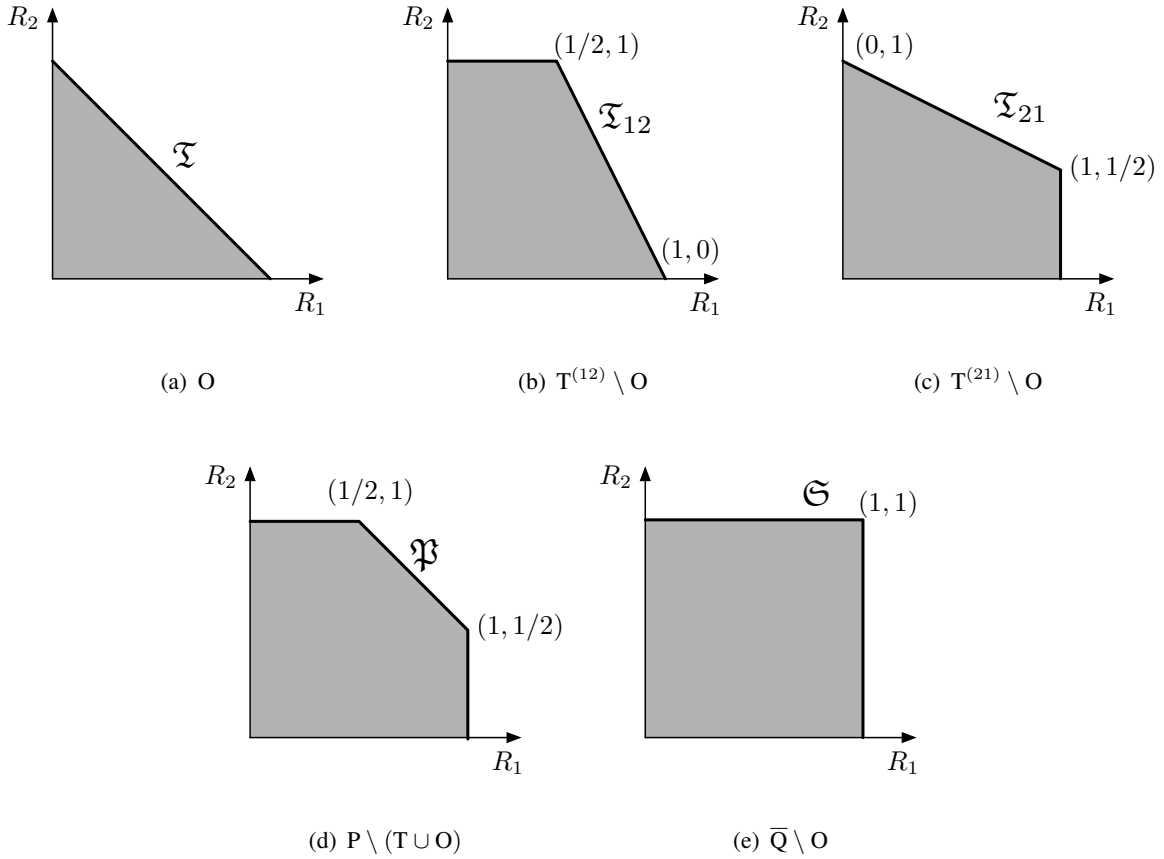 R₂
𝔗
R₁
(a) O
R₂
(1/2, 1)
𝔗₁₂
(1, 0)
R₁
(b) T⁽¹²⁾ \ O
R₂
(0, 1)
𝔗₂₁
(1, 1/2)
R₁
(c) T⁽²¹⁾ \ O
R₂
(1/2, 1)
𝔓
(1, 1/2)
R₁
(d) P \ (T ∪ O)
R₂
𝔖
(1, 1)
R₁
(e) Q̅ \ O